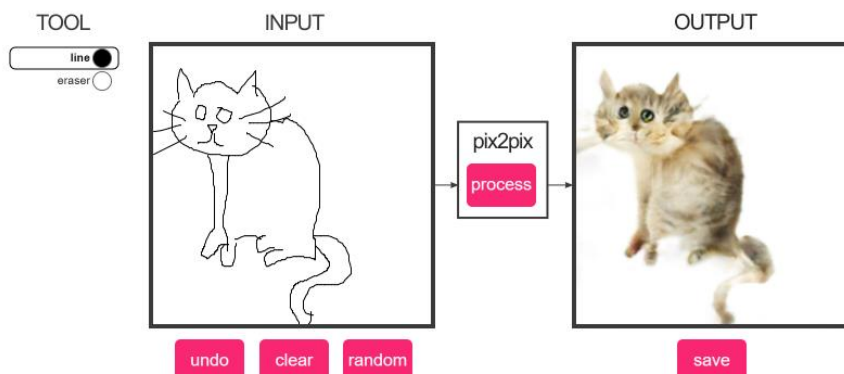 TOOL
INPUT
OUTPUT
line
eraser
pix2pix
process
undo
clear
random
save